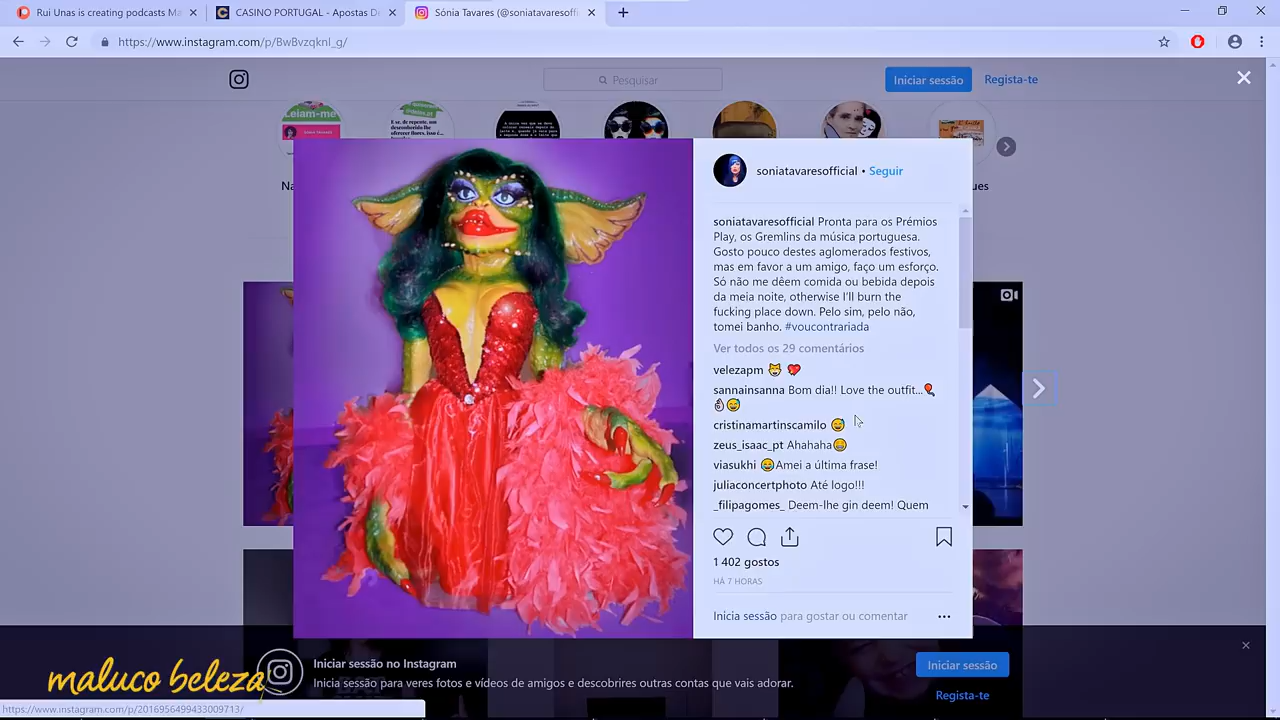 Rui Unas is creating podcasts Ma
CASINO PORTUGAL - Apostas D
Sónia Tavares (@soniatavaresoffi
https://www.instagram.com/p/BwBvzqknl_g/
Pesquisar
Iniciar sessão
Regista-te
Leiam-me
soniatavaresofficial • Seguir
soniatavaresofficial Pronta para os Prémios
Play, os Gremlins da música portuguesa.
Gosto pouco destes aglomerados festivos,
mas em favor a um amigo, faço um esforço.
Só não me dêem comida ou bebida depois
da meia noite, otherwise I'll burn the
fucking place down. Pelo sim, pelo não,
tomei banho. #voucontrariada
Ver todos os 29 comentários
velezapm 😻 ❤️
sannainsanna Bom dia!! Love the outfit...
cristinamartinscamilo 😅
zeus_isaac_pt Ahahaha😂
viasukhi 😂Amei a última frase!
juliaconcertphoto Até logo!!!
_filipagomes_ Deem-lhe gin deem! Quem
1 402 gostos
HÁ 7 HORAS
Inicia sessão para gostar ou comentar
maluco beleza
Iniciar sessão no Instagram
Inicia sessão para veres fotos e vídeos de amigos e descobrires outras contas que vais adorar.
Iniciar sessão
Regista-te
https://www.instagram.com/p/2016956499433009713/